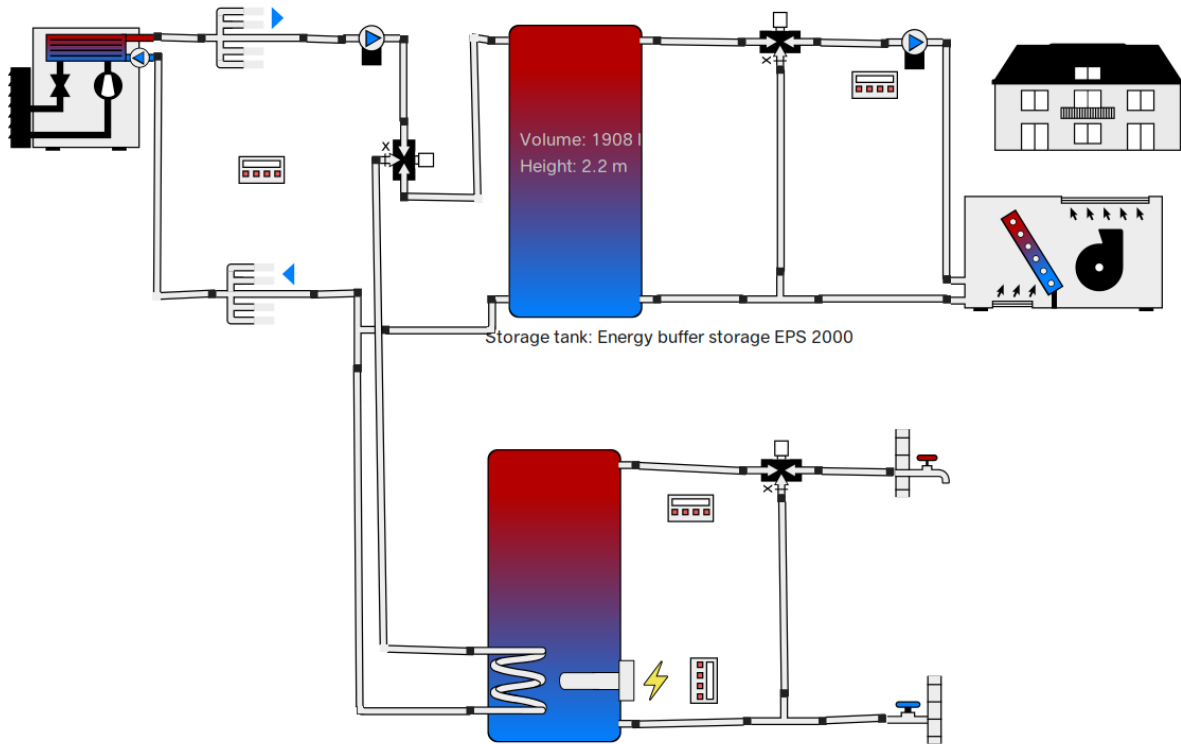 Volume: 1908 l
Height: 2.2 m
Storage tank: Energy buffer storage EPS 2000